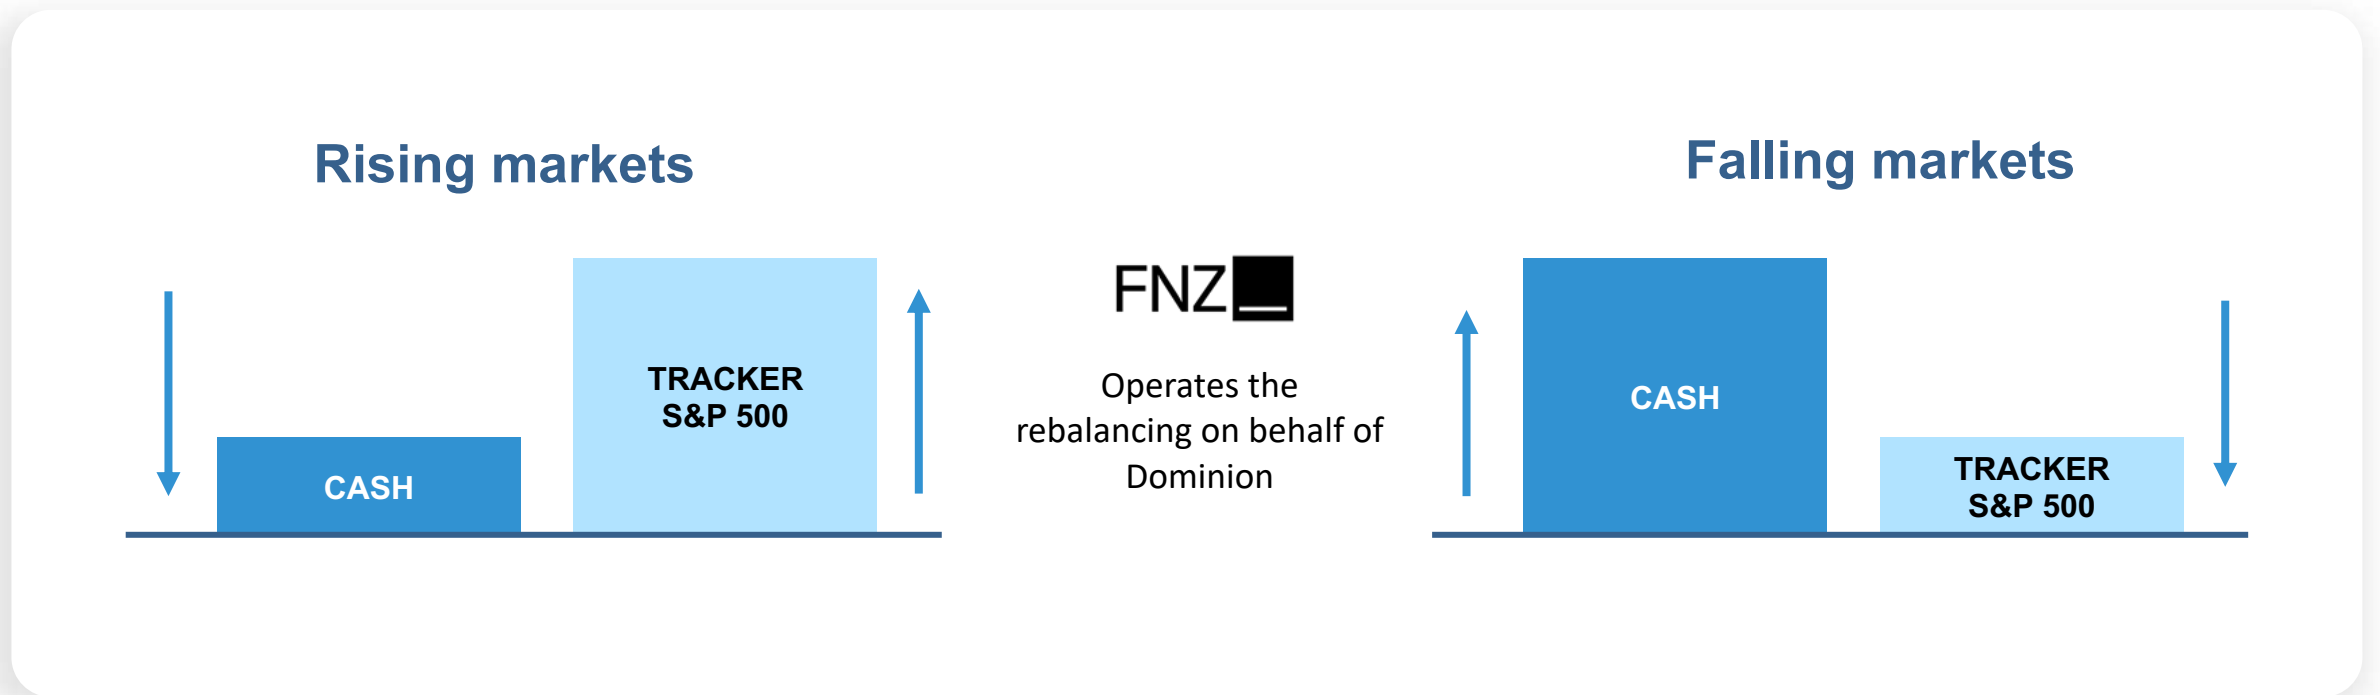 Rising markets
CASH
TRACKER
S&P 500
FNZ
Operates the
rebalancing on behalf of
Dominion
Falling markets
CASH
TRACKER
S&P 500